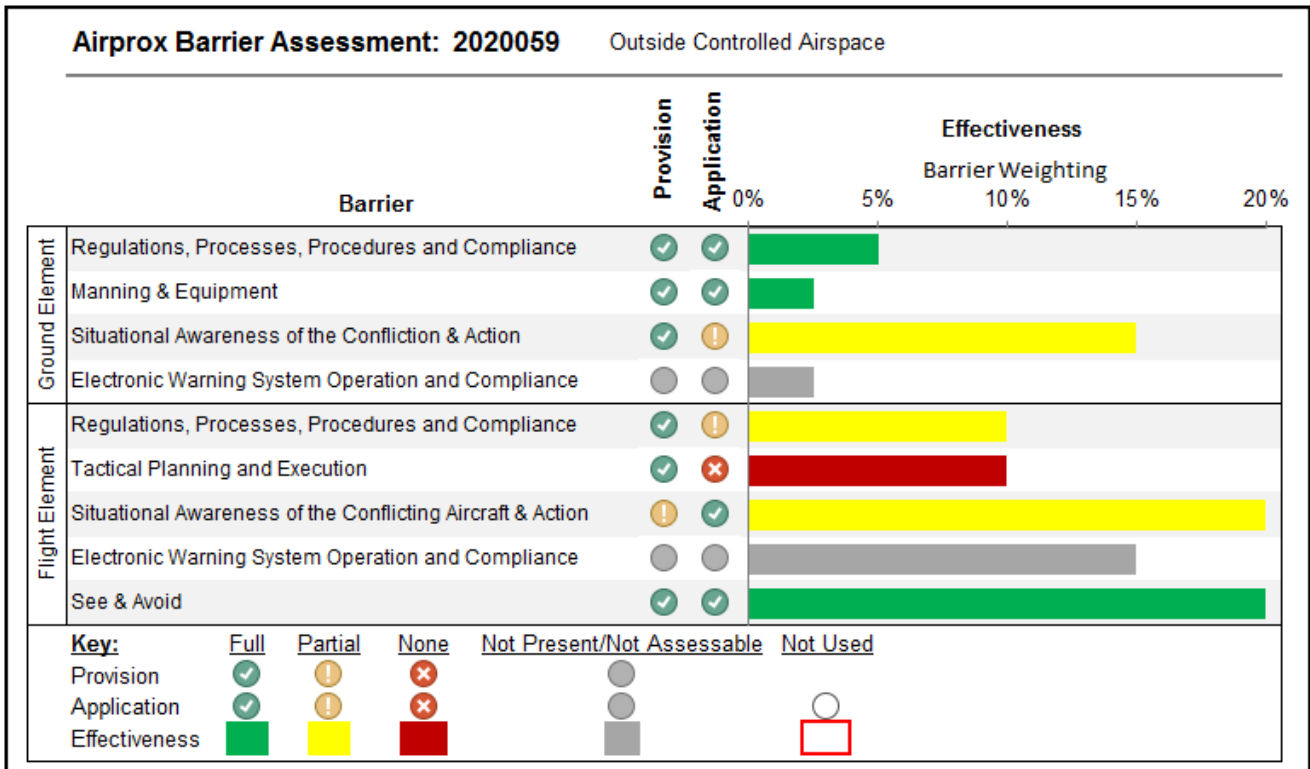 Airprox Barrier Assessment: 2020059 Outside Controlled Airspace
Provision
Application
Effectiveness
Barrier Weighting
Barrier
0% 5% 10% 15% 20%
Ground Element
Regulations, Processes, Procedures and Compliance
Manning & Equipment
Situational Awareness of the Confliction & Action
Electronic Warning System Operation and Compliance
Flight Element
Regulations, Processes, Procedures and Compliance
Tactical Planning and Execution
Situational Awareness of the Conflicting Aircraft & Action
Electronic Warning System Operation and Compliance
See & Avoid
Key: Full Partial None Not Present/Not Assessable Not Used
Provision
Application
Effectiveness